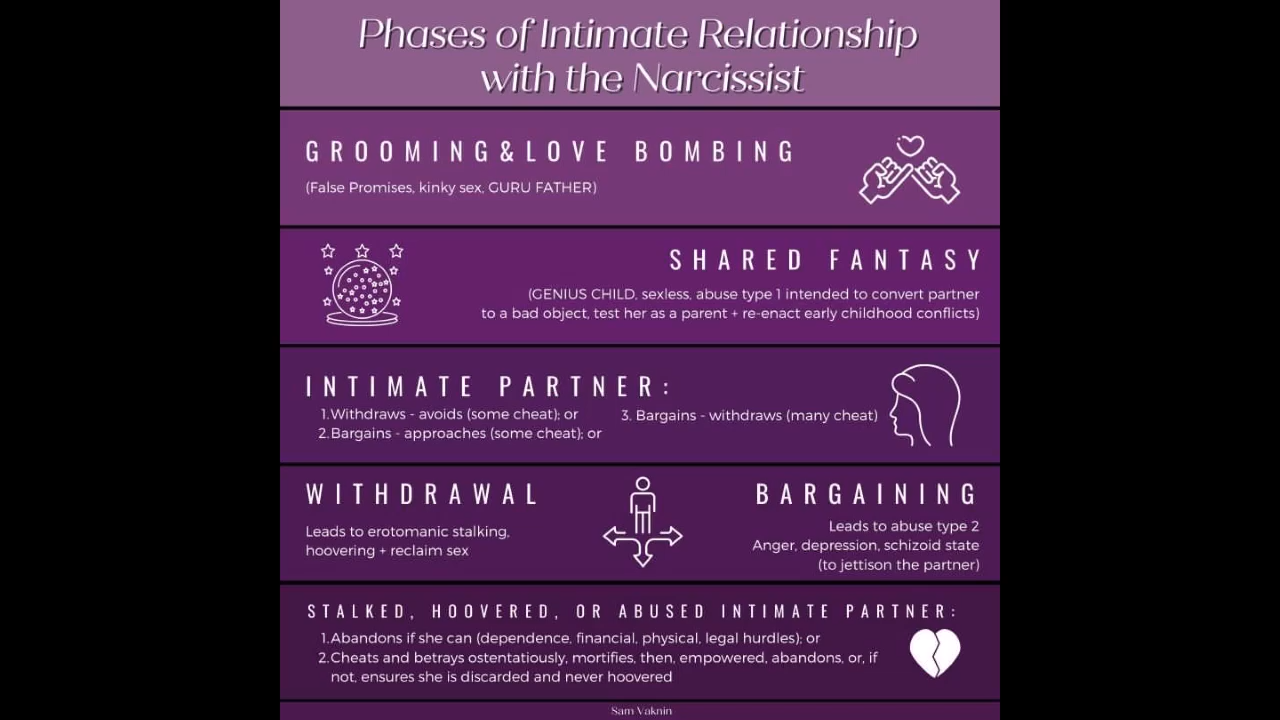 Phases of Intimate Relationship
with the Narcissist
GROOMING&LOVE BOMBING
(False Promises, kinky sex, GURU FATHER)
SHARED FANTASY
(GENIUS CHILD, sexless, abuse type 1 intended to convert partner
to a bad object, test her as a parent + re-enact early childhood conflicts)
INTIMATE PARTNER:
1.Withdraws - avoids (some cheat); or
2.Bargains - approaches (some cheat); or
3. Bargains - withdraws (many cheat)
WITHDRAWAL
Leads to erotomanic stalking,
hoovering + reclaim sex
BARGAINING
Leads to abuse type 2
Anger, depression, schizoid state
(to jettison the partner)
STALKED, HOOVERED, OR ABUSED INTIMATE PARTNER:
1.Abandons if she can (dependence, financial, physical, legal hurdles); or
2.Cheats and betrays ostentatiously, mortifies, then, empowered, abandons, or, if
not, ensures she is discarded and never hoovered
Sam Vaknin